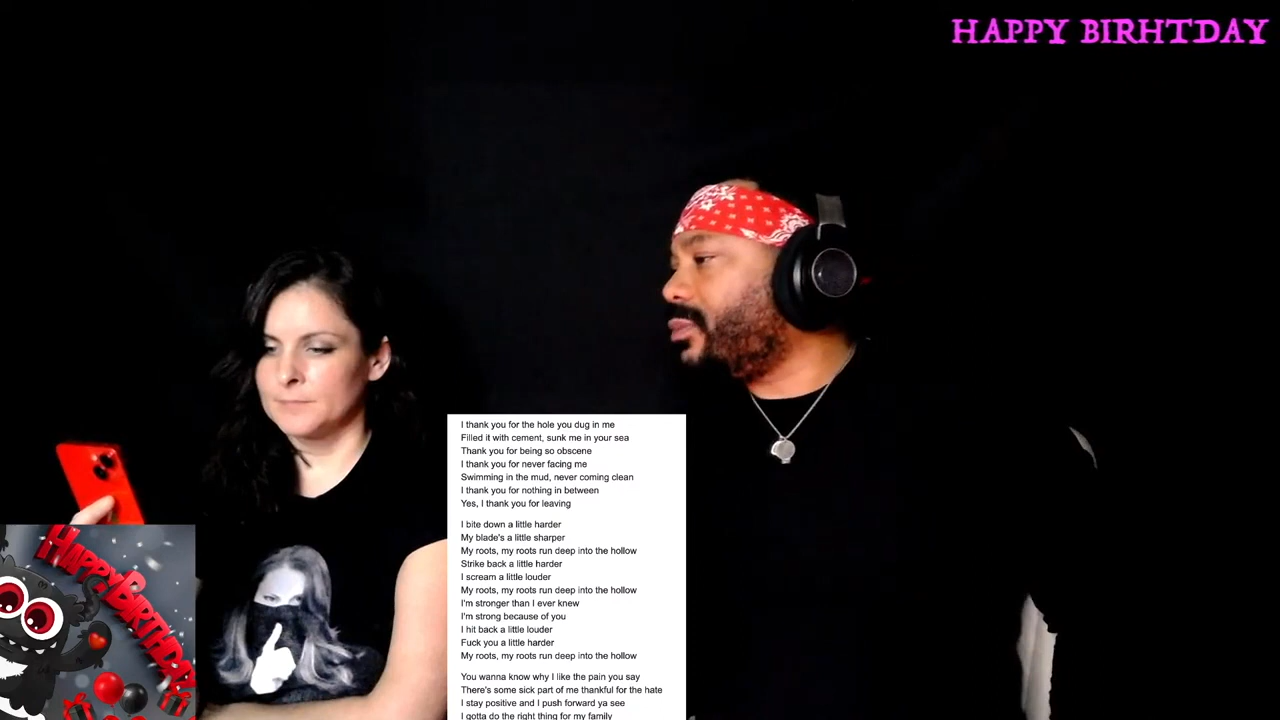 HAPPY BIRHTDAY
I thank you for the hole you dug in me
Filled it with cement, sunk me in your sea
Thank you for being so obscene
I thank you for never facing me
Swimming in the mud, never coming clean
I thank you for nothing in between
Yes, I thank you for leaving
I bite down a little harder
My blade's a little sharper
My roots, my roots run deep into the hollow
Strike back a little harder
I scream a little louder
My roots, my roots run deep into the hollow
I'm stronger than I ever knew
I'm strong because of you
I hit back a little louder
Fuck you a little harder
My roots, my roots run deep into the hollow
You wanna know why I like the pain you say
There's some sick part of me thankful for the hate
I stay positive and I push forward ya see
I gotta do the right thing for my family
Happy Birthday